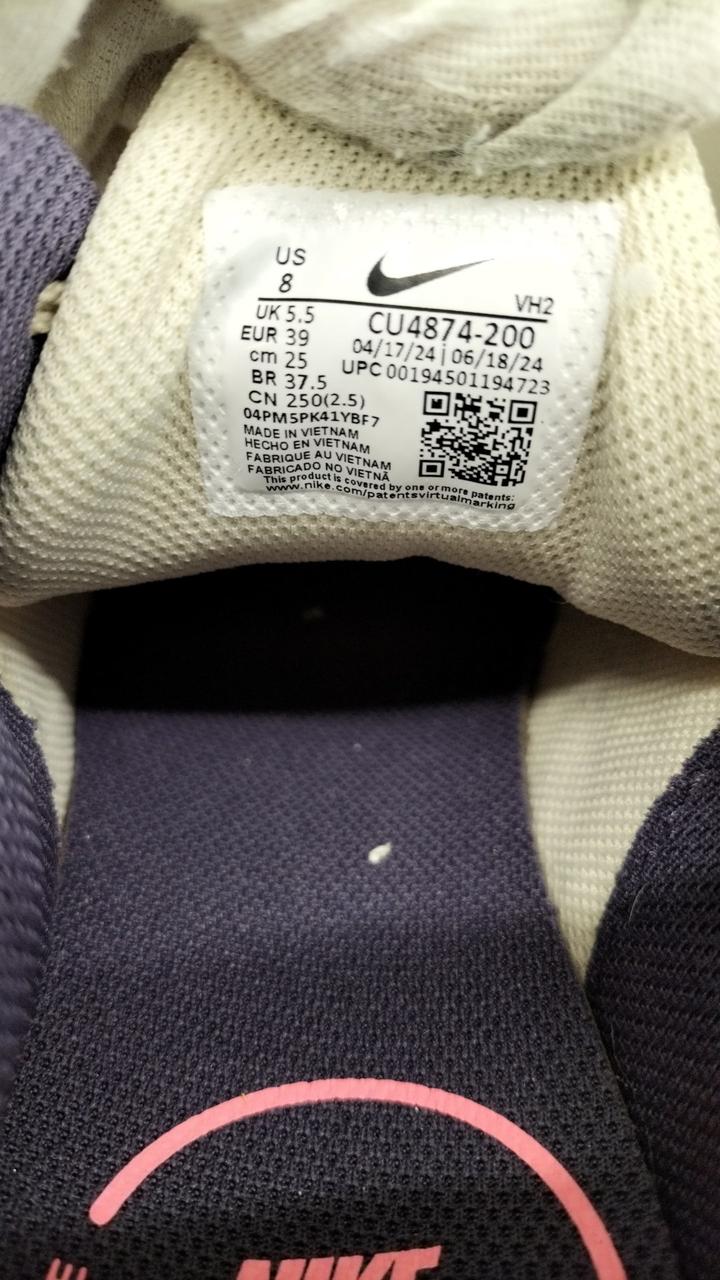 US
8
VH2
UK 5.5
EUR 39
cm 25
BR 37.5
CN 250(2.5)
CU4874-200
04/17/24 | 06/18/24
UPC 00194501194723
04PM5PK41YBF7
MADE IN VIETNAM
HECHO EN VIETNAM
FABRIQUE AU VIETNAM
FABRICADO NO VIETNÃ
This product is covered by one or more patents:
www.nike.com/patentsvirtualmarking
NIKE